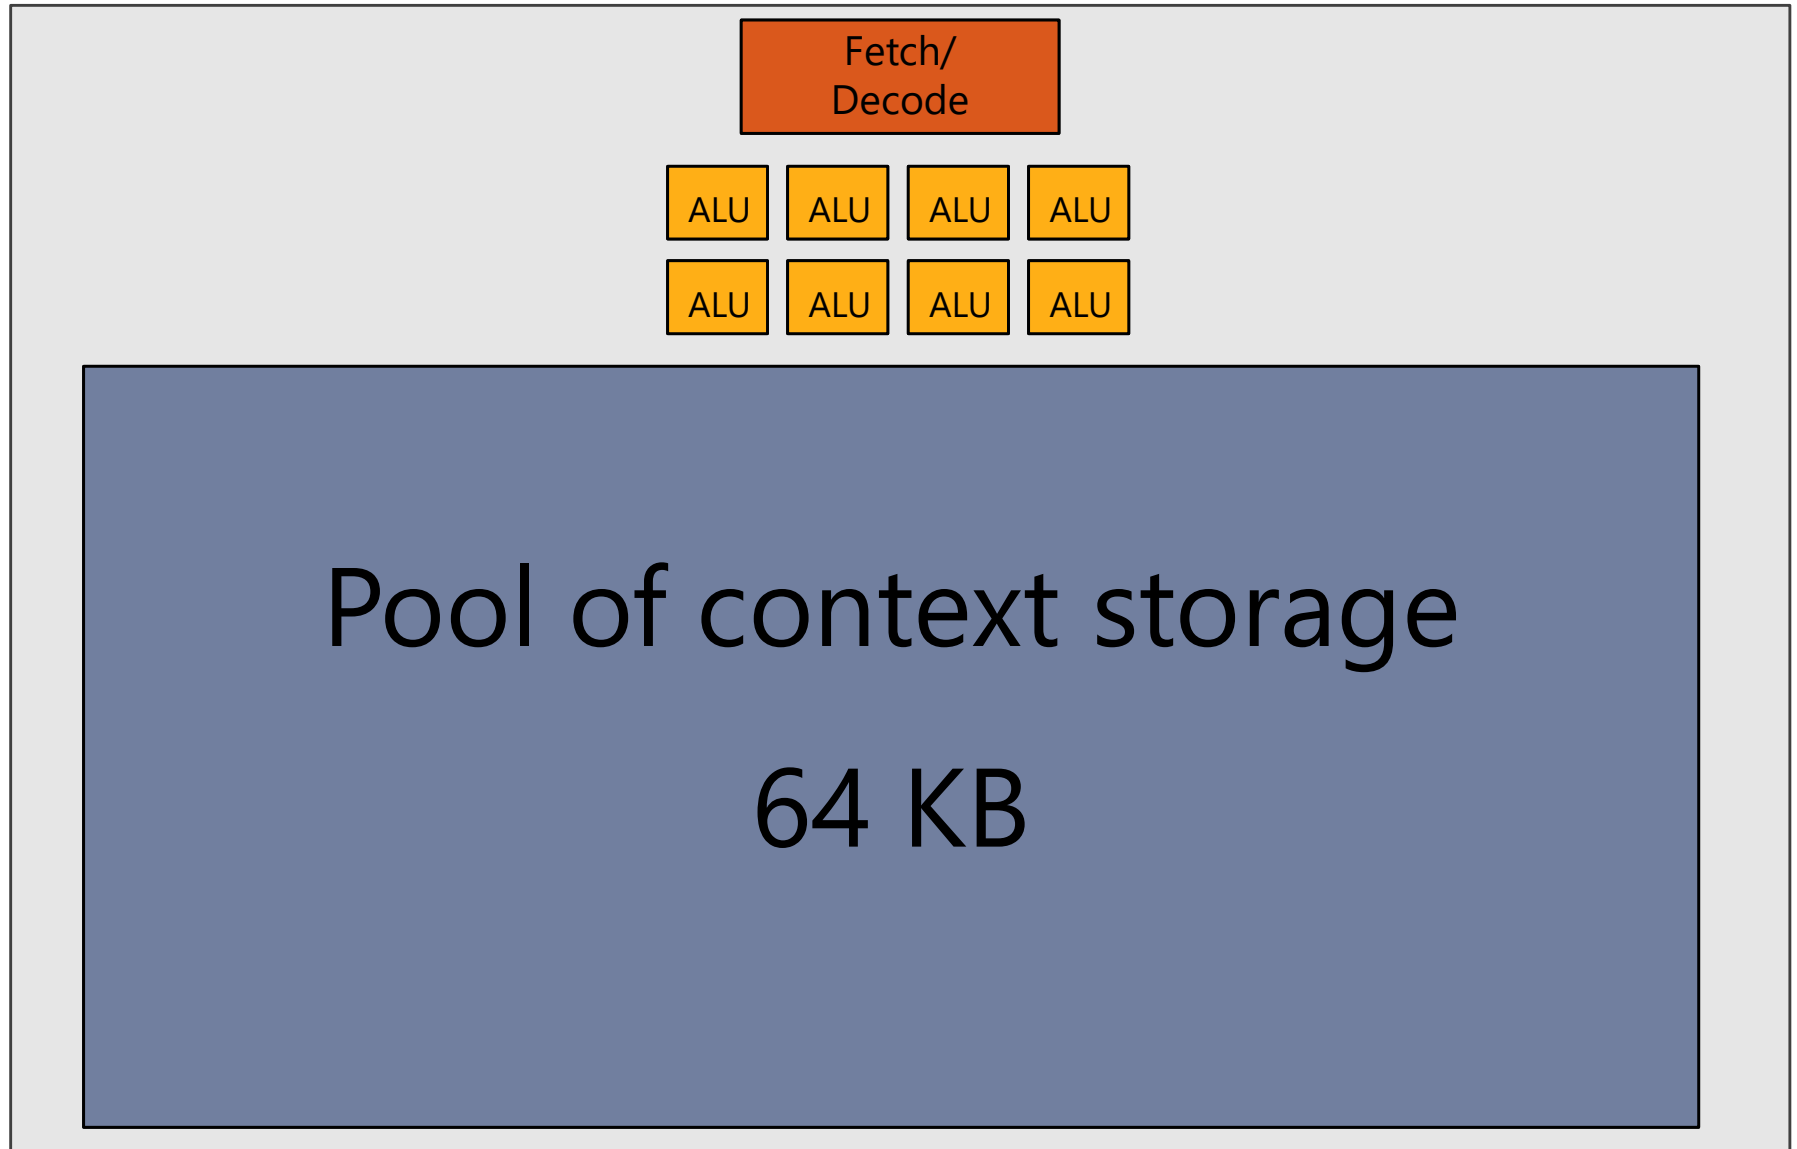 Fetch/
Decode
ALU ALU ALU ALU
ALU ALU ALU ALU
Pool of context storage
64 KB